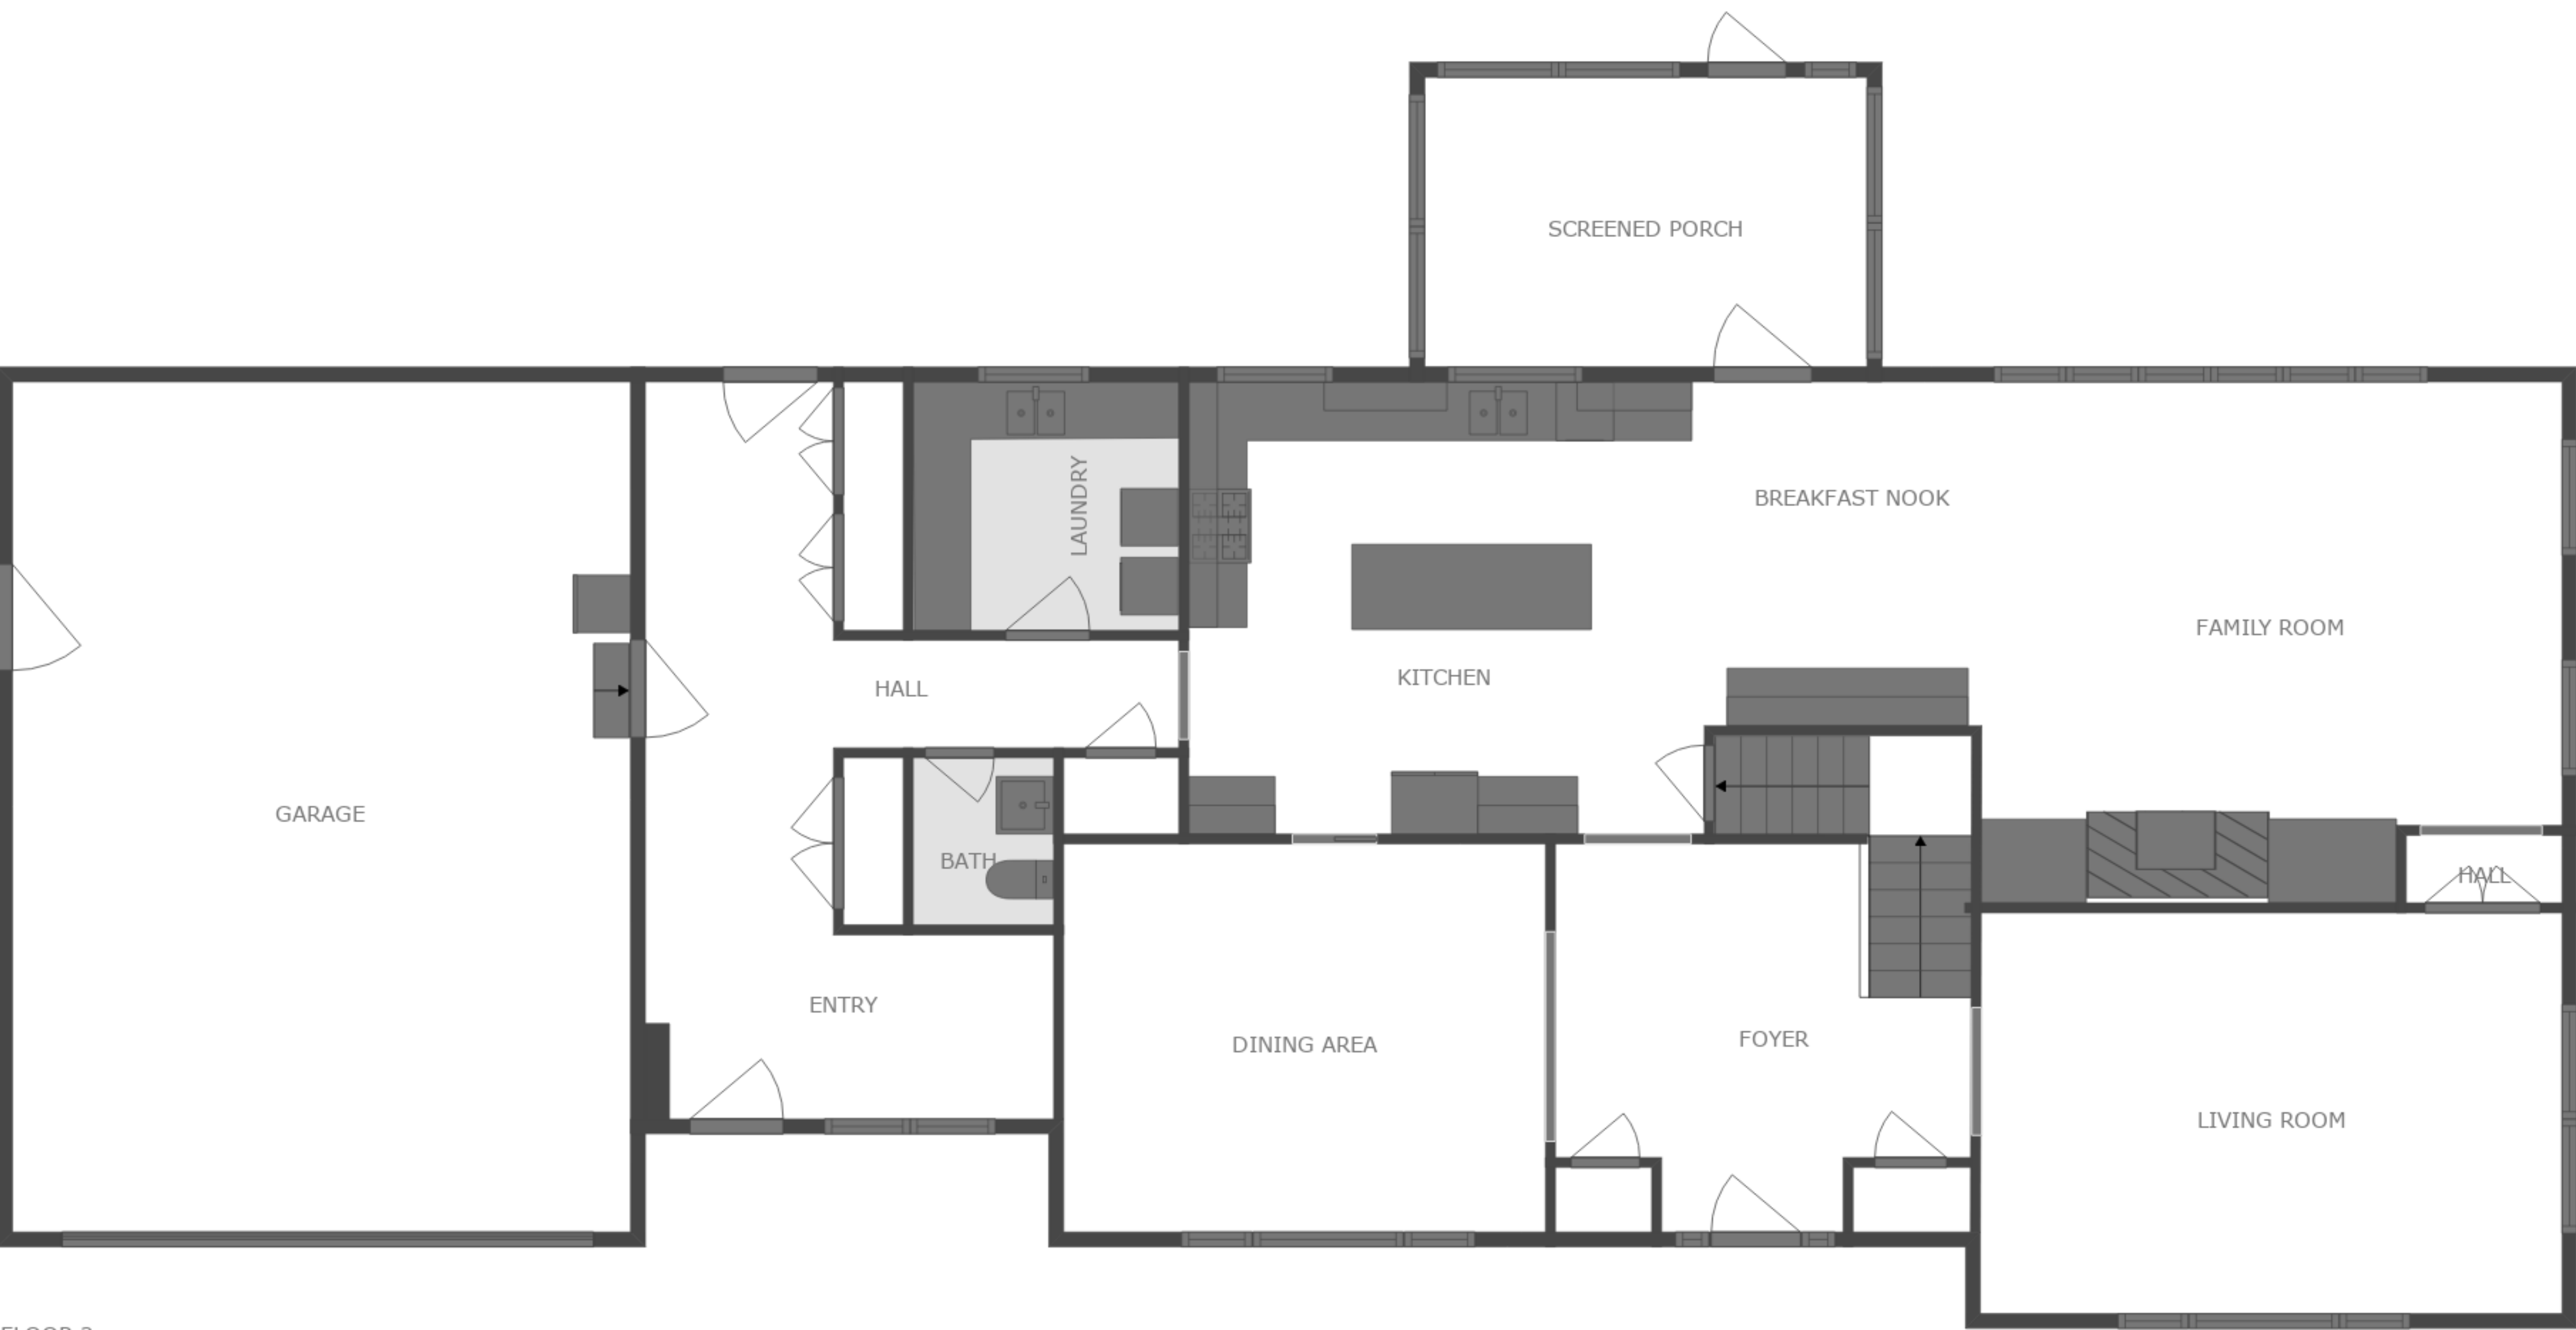 SCREENED PORCH
BREAKFAST NOOK
LAUNDRY
FAMILY ROOM
KITCHEN
HALL
GARAGE
BATH
HALL
ENTRY
DINING AREA
FOYER
LIVING ROOM